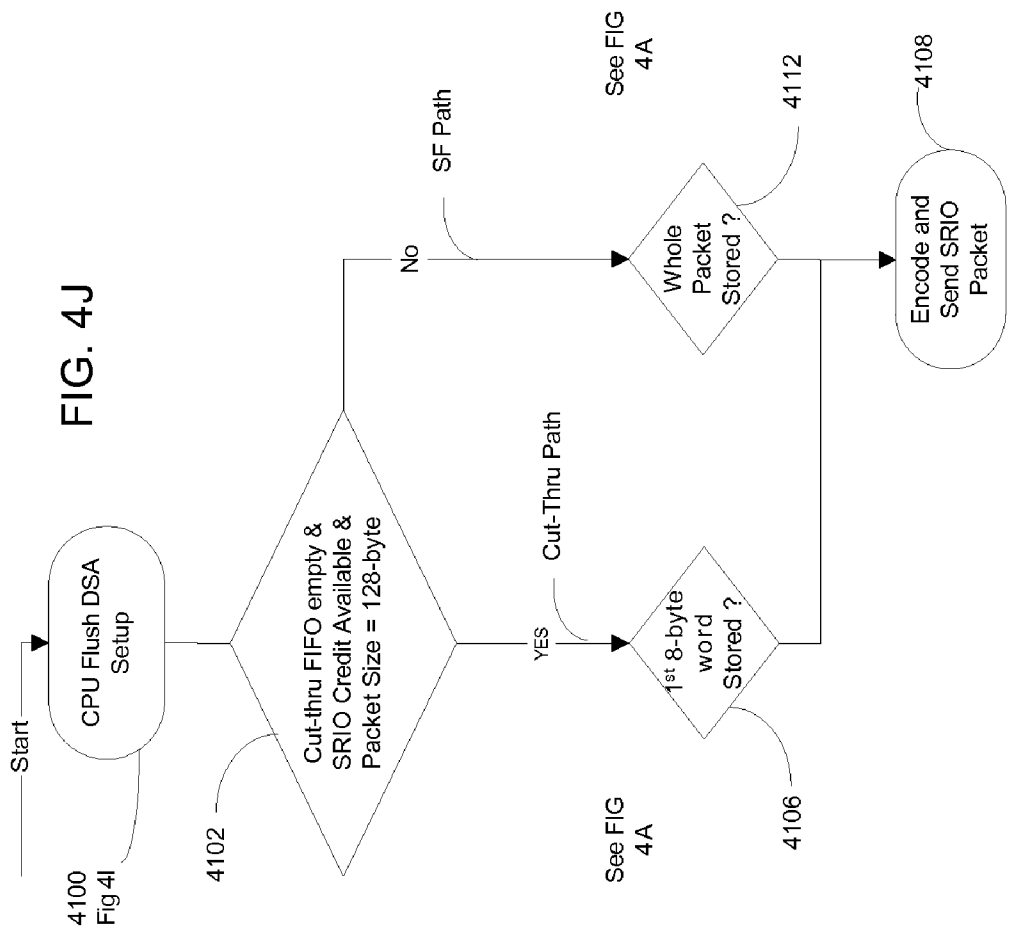 FIG. 4J
Start
CPU Flush DSA
Setup
4100
Fig 4I
4102
Cut-thru FIFO empty &
SRIO Credit Available &
Packet Size = 128-byte
No
SF Path
YES
Cut-Thru Path
See FIG
4A
1st 8-byte
word
Stored ?
4106
Whole
Packet
Stored ?
See FIG
4A
4112
4108
Encode and
Send SRIO
Packet